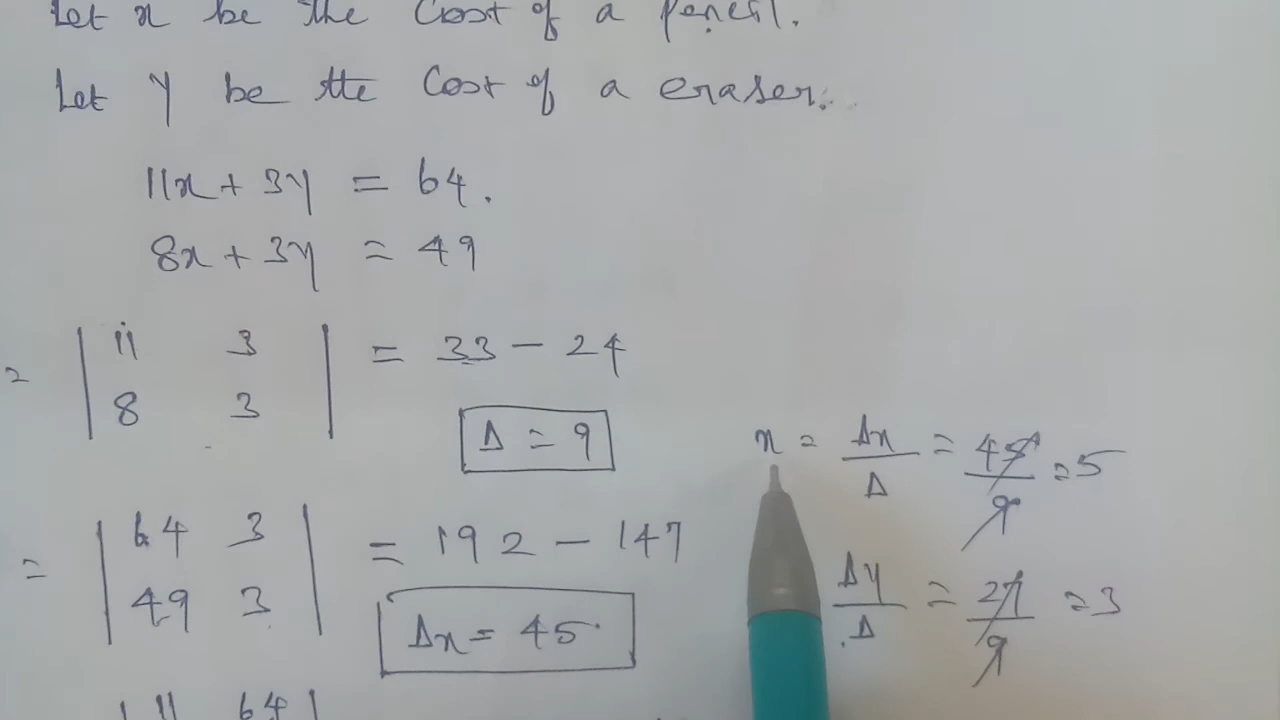 Let x be the Cost of a pencil.
Let y be the Cost of a eraser.
11x + 3y = 64.
8x + 3y = 49
= | 11 3 | = 33 - 24
| 8 3 |
Δ = 9
= | 64 3 | = 192 - 147
| 49 3 |
Δx = 45
| 11 64 |
x = Δx/Δ = 45/9 = 5
Δy/Δ = 27/9 = 3